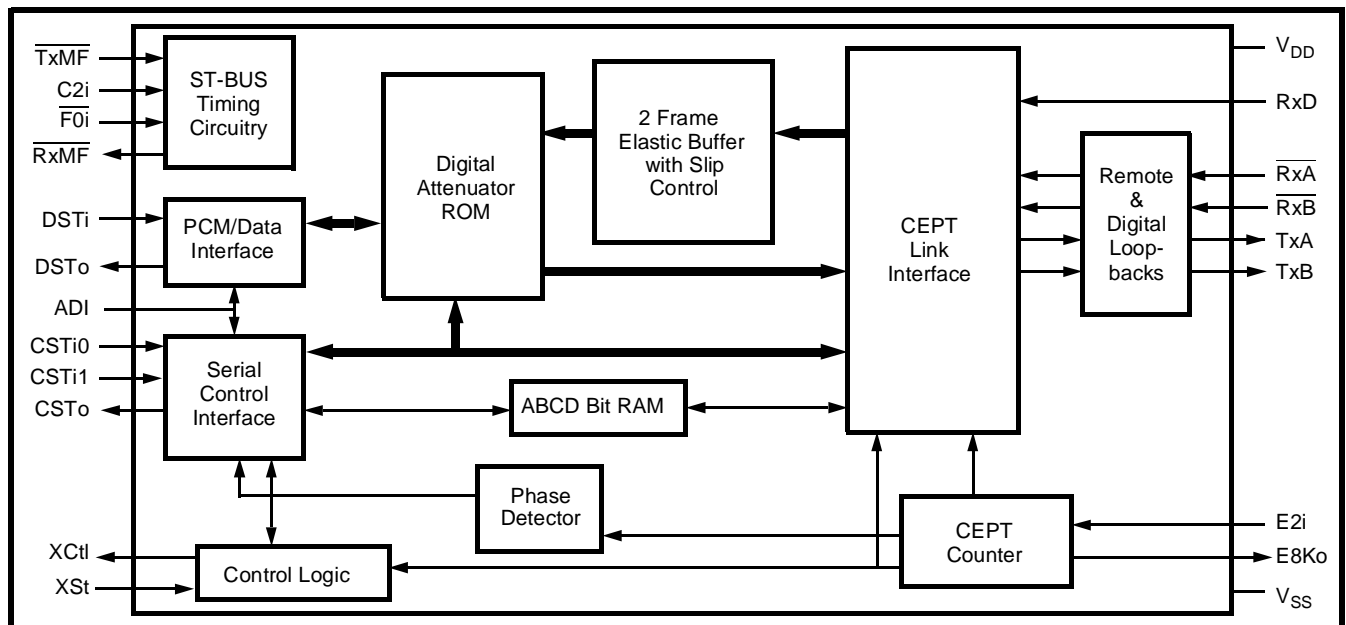 TxMF
C2i
F0i
RxMF
DSTi
DSTo
ADI
CSTi0
CSTi1
CSTo
XCtl
XSt
ST-BUS
Timing
Circuitry
PCM/Data
Interface
Serial
Control
Interface
Control Logic
Digital
Attenuator
ROM
2 Frame
Elastic Buffer
with Slip
Control
ABCD Bit RAM
Phase
Detector
CEPT
Link
Interface
CEPT
Counter
Remote
&
Digital
Loop-
backs
VDD
RxD
RxA
RxB
TxA
TxB
E2i
E8Ko
VSS